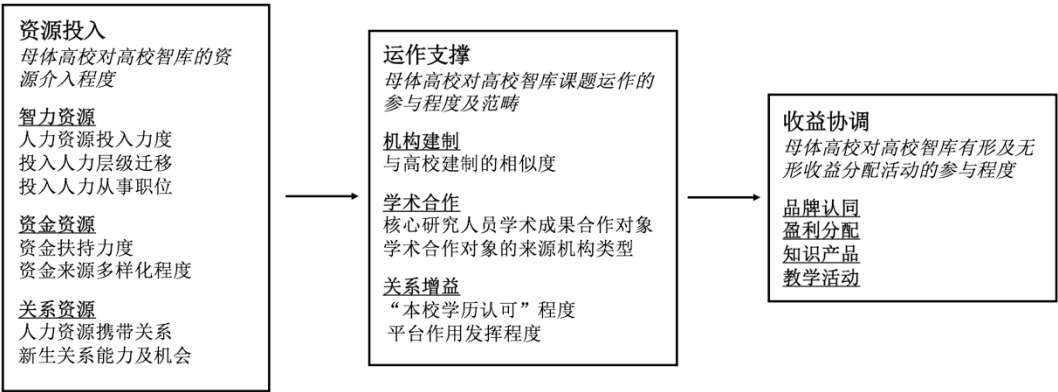 资源投入
母体高校对高校智库的资
源介入程度
智力资源
人力资源投入力度
投入人力层级迁移
投入人力从事职位
资金资源
资金扶持力度
资金来源多样化程度
关系资源
人力资源携带关系
新生关系能力及机会
运作支撑
母体高校对高校智库课题运作的
参与程度及范畴
机构建制
与高校建制的相似度
学术合作
核心研究人员学术成果合作对象
学术合作对象的来源机构类型
关系增益
“本校学历认可”程度
平台作用发挥程度
收益协调
母体高校对高校智库有形及无
形收益分配活动的参与程度
品牌认同
盈利分配
知识产品
教学活动